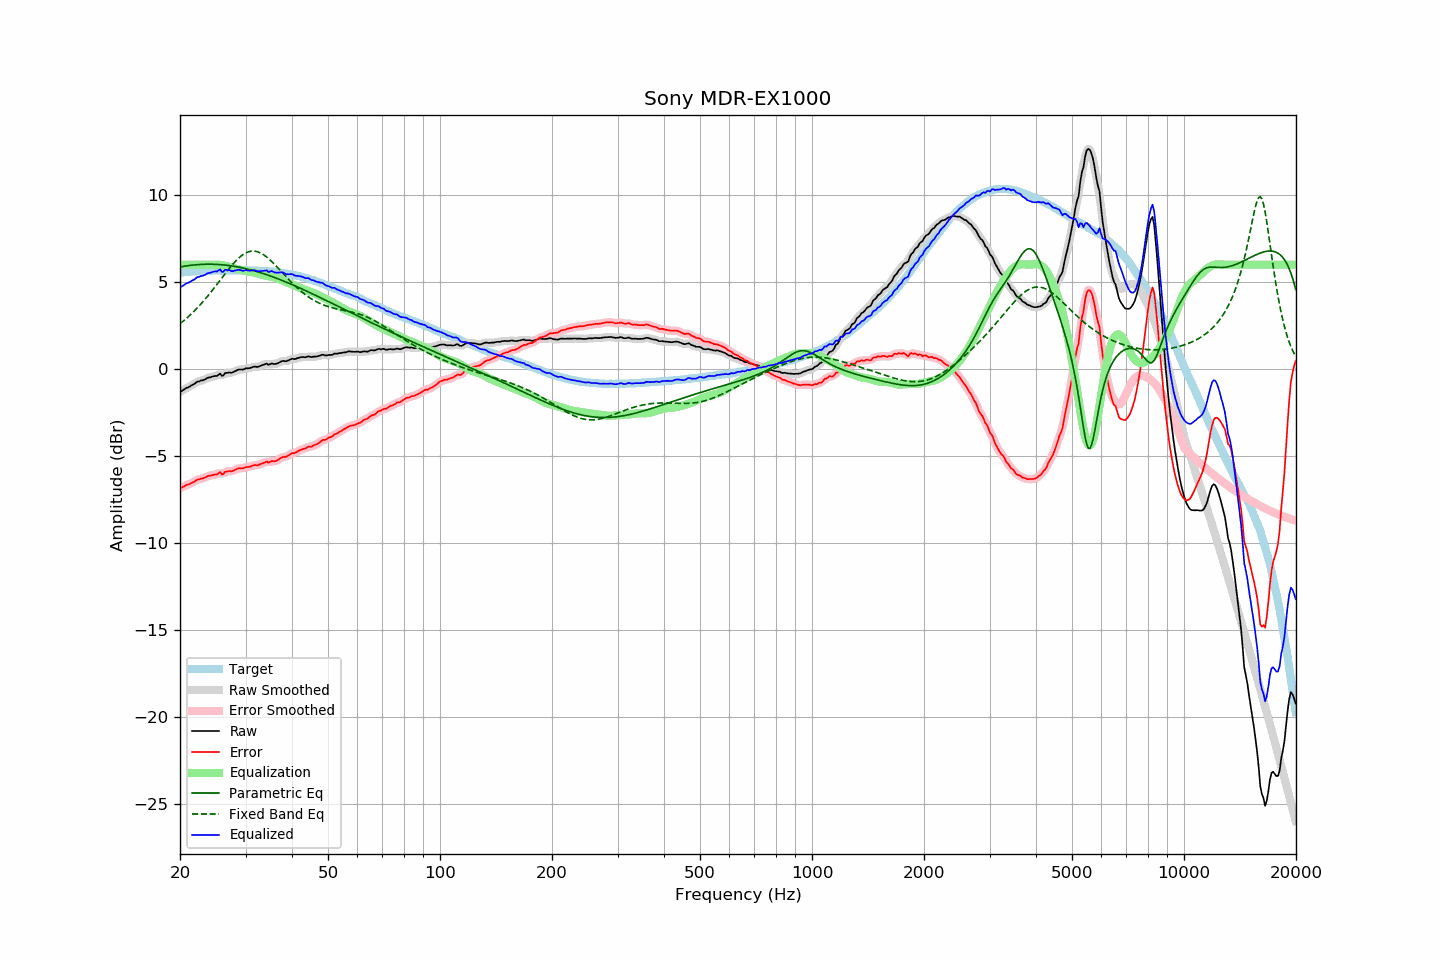 Sony MDR-EX1000
Amplitude (dBr)
10
5
0
−5
−10
−15
−20
−25
Target
Raw Smoothed
Error Smoothed
Raw
Error
Equalization
Parametric Eq
Fixed Band Eq
Equalized
20 50 100 200 500 1000 2000 5000 10000 20000
Frequency (Hz)